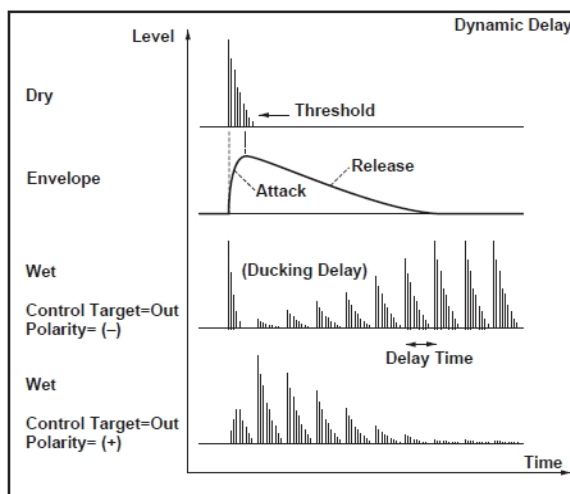 Dynamic Delay
Level
Dry
Threshold
Envelope
Release
Attack
Wet
(Ducking Delay)
Control Target=Out
Polarity= (–)
Delay Time
Wet
Control Target=Out
Polarity= (+)
Time